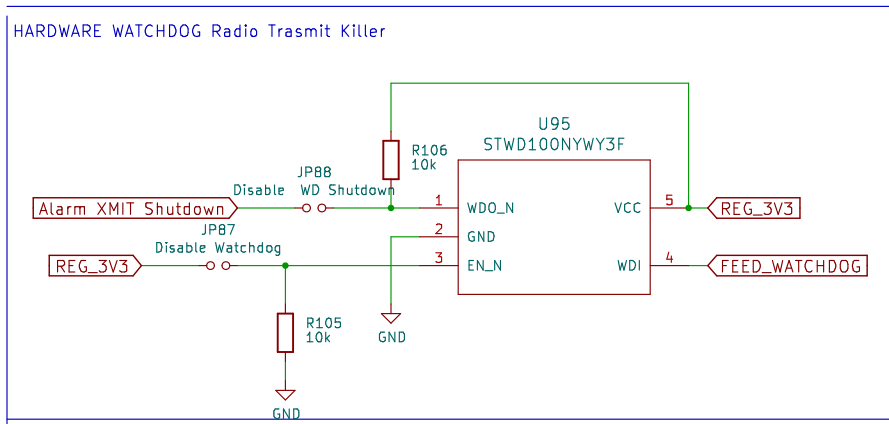 HARDWARE WATCHDOG Radio Trasmit Killer
U95
STWD100NYWY3F
R106
10k
JP88
Disable WD Shutdown
Alarm XMIT Shutdown
1
WDO_N
VCC
5
REG_3V3
JP87
Disable Watchdog
2
GND
REG_3V3
3
EN_N
WDI
4
FEED_WATCHDOG
R105
10k
GND
GND